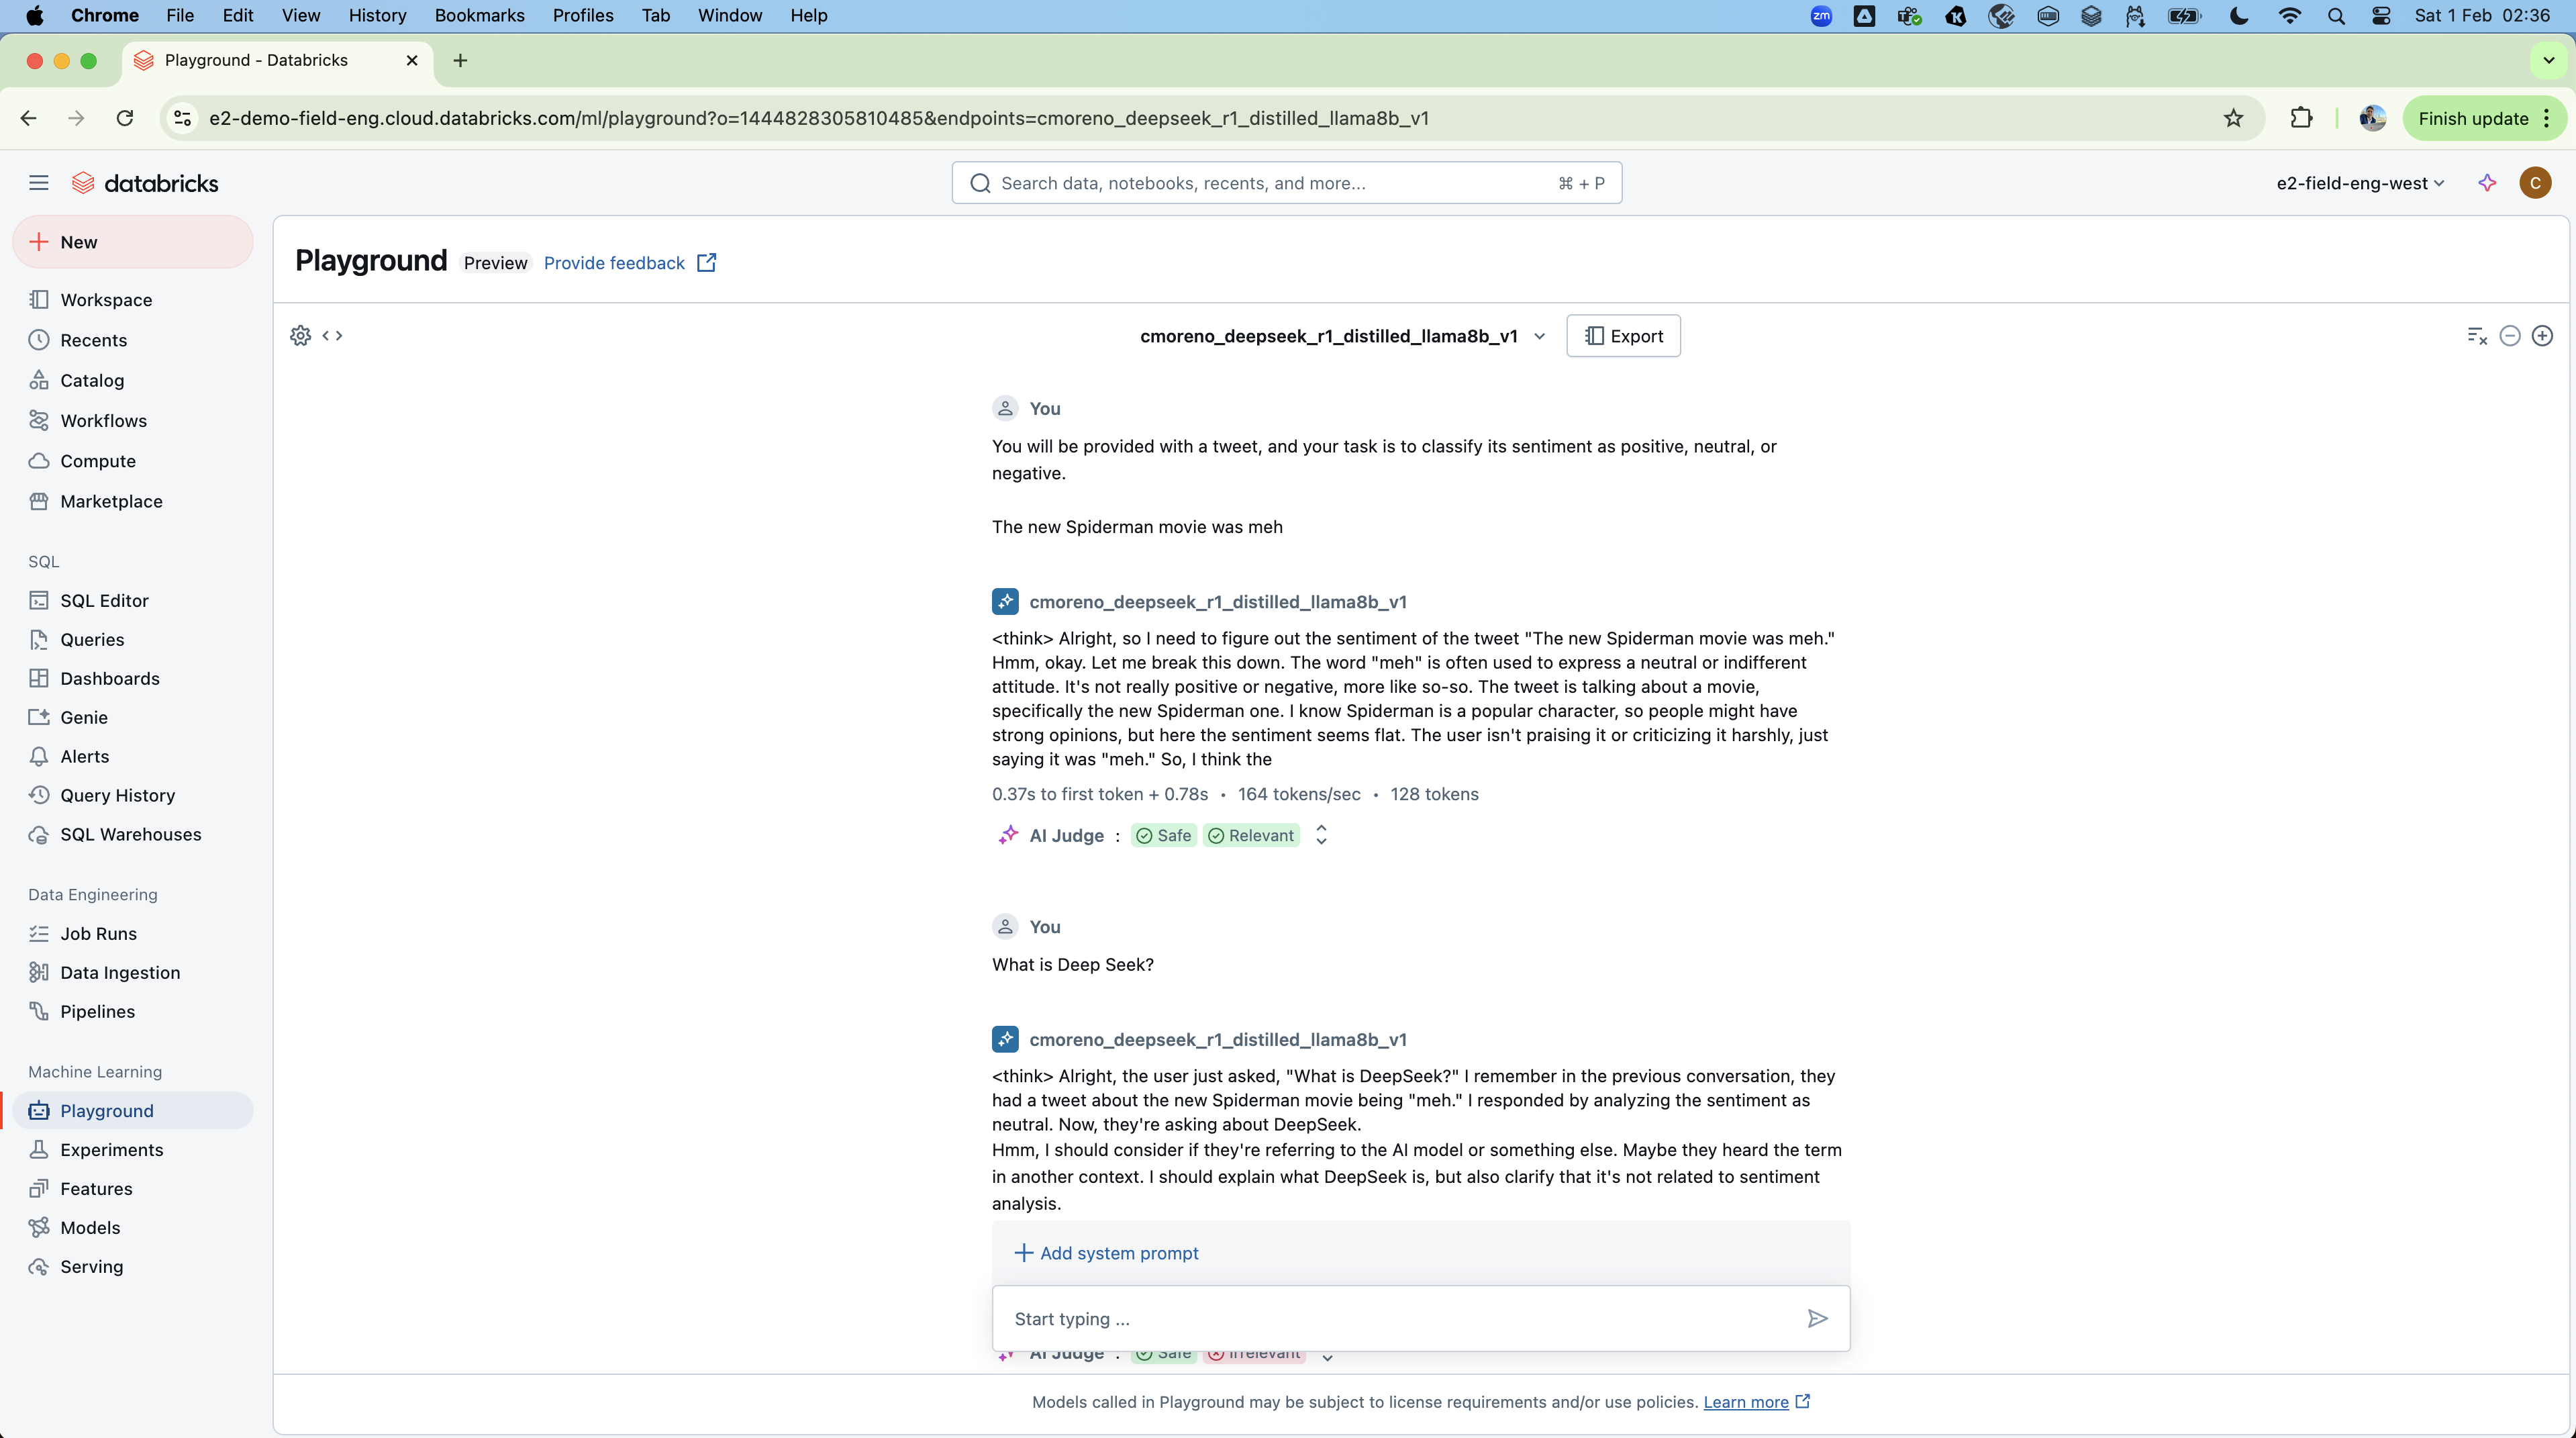 Chrome File Edit View History Bookmarks Profiles Tab Window Help
zm
Sat 1 Feb 02:36
Playground - Databricks
e2-demo-field-eng.cloud.databricks.com/ml/playground?o=1444828305810485&endpoints=cmoreno_deepseek_r1_distilled_llama8b_v1
Finish update
databricks
Search data, notebooks, recents, and more...
⌘ + P
e2-field-eng-west
C
New
Workspace
Recents
Catalog
Workflows
Compute
Marketplace
SQL
SQL Editor
Queries
Dashboards
Genie
Alerts
Query History
SQL Warehouses
Data Engineering
Job Runs
Data Ingestion
Pipelines
Machine Learning
Playground
Experiments
Features
Models
Serving
Playground Preview Provide feedback
cmoreno_deepseek_r1_distilled_llama8b_v1
Export
You
You will be provided with a tweet, and your task is to classify its sentiment as positive, neutral, or
negative.
The new Spiderman movie was meh
cmoreno_deepseek_r1_distilled_llama8b_v1
<think> Alright, so I need to figure out the sentiment of the tweet "The new Spiderman movie was meh."
Hmm, okay. Let me break this down. The word "meh" is often used to express a neutral or indifferent
attitude. It's not really positive or negative, more like so-so. The tweet is talking about a movie,
specifically the new Spiderman one. I know Spiderman is a popular character, so people might have
strong opinions, but here the sentiment seems flat. The user isn't praising it or criticizing it harshly, just
saying it was "meh." So, I think the
0.37s to first token + 0.78s • 164 tokens/sec • 128 tokens
AI Judge : Safe Relevant
You
What is Deep Seek?
cmoreno_deepseek_r1_distilled_llama8b_v1
<think> Alright, the user just asked, "What is DeepSeek?" I remember in the previous conversation, they
had a tweet about the new Spiderman movie being "meh." I responded by analyzing the sentiment as
neutral. Now, they're asking about DeepSeek.
Hmm, I should consider if they're referring to the AI model or something else. Maybe they heard the term
in another context. I should explain what DeepSeek is, but also clarify that it's not related to sentiment
analysis.
Add system prompt
Start typing ...
AI Judge : Safe Irrelevant
Models called in Playground may be subject to license requirements and/or use policies. Learn more